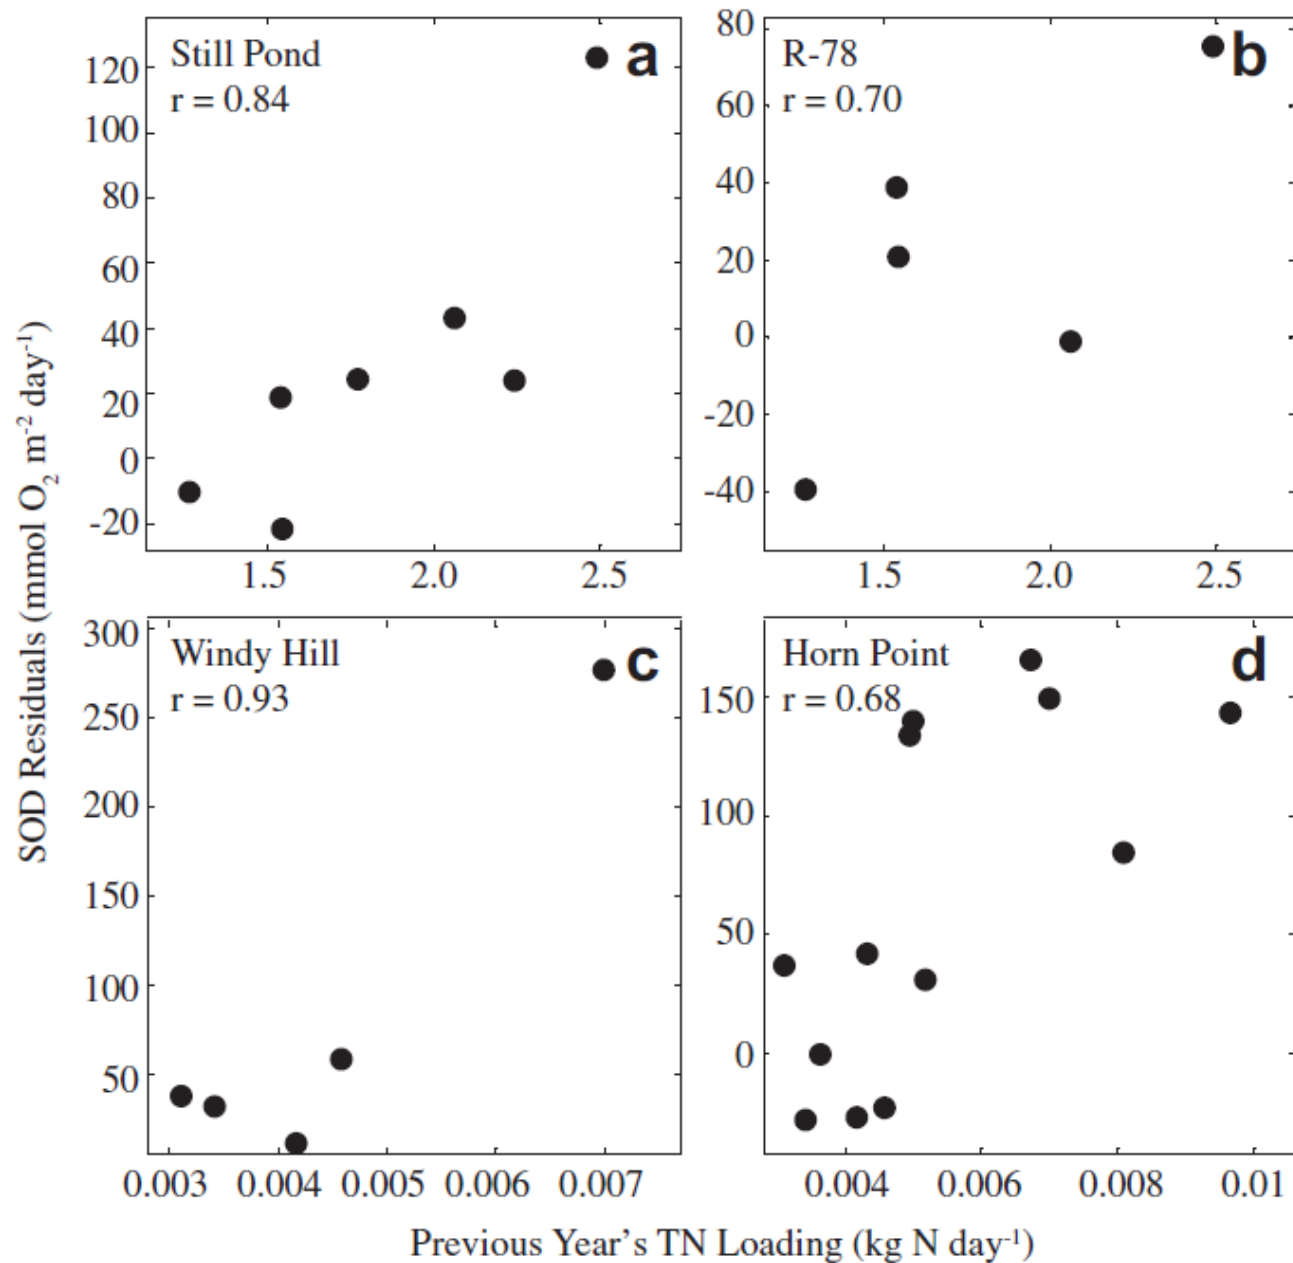 SOD Residuals (mmol O2 m-2 day-1)
Still Pond
r = 0.84
a
120
100
80
60
40
20
0
-20
1.5 2.0 2.5
R-78
r = 0.70
b
80
60
40
20
0
-20
-40
1.5 2.0 2.5
Windy Hill
r = 0.93
c
300
250
200
150
100
50
0.003 0.004 0.005 0.006 0.007
Horn Point
r = 0.68
d
150
100
50
0
0.004 0.006 0.008 0.01
Previous Year's TN Loading (kg N day-1)